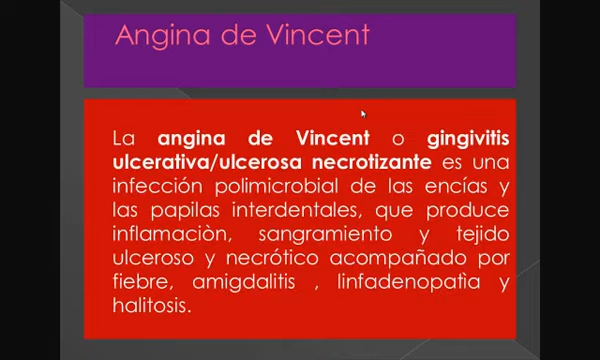 Angina de Vincent
La angina de Vincent o gingivitis
ulcerativa/ulcerosa necrotizante es una
infección polimicrobial de las encías y
las papilas interdentales, que produce
inflamaciòn, sangramiento y tejido
ulceroso y necrótico acompañado por
fiebre, amigdalitis , linfadenopatìa y
halitosis.